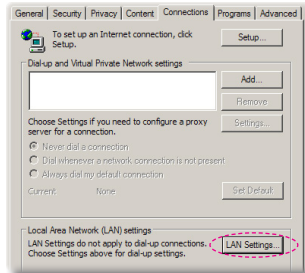 General Security Privacy Content Connections Programs Advanced
To set up an Internet connection, click
Setup.
Setup...
Dial-up and Virtual Private Network settings
Add...
Remove
Choose Settings if you need to configure a proxy
server for a connection.
Settings...
Never dial a connection
Dial whenever a network connection is not present
Always dial my default connection
Current None
Set Default
Local Area Network (LAN) settings
LAN Settings do not apply to dial-up connections.
Choose Settings above for dial-up settings.
LAN Settings...